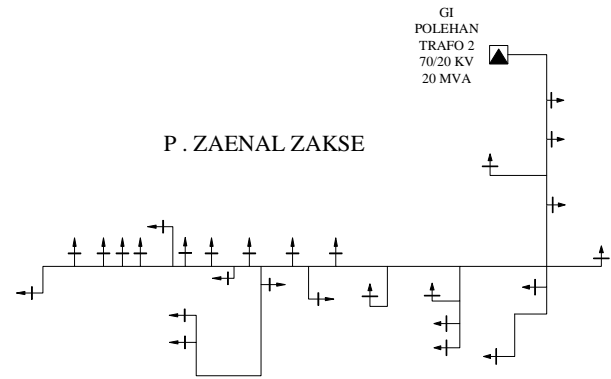 GI
POLEHAN
TRAFO 2
70/20 KV
20 MVA
P . ZAENAL ZAKSE